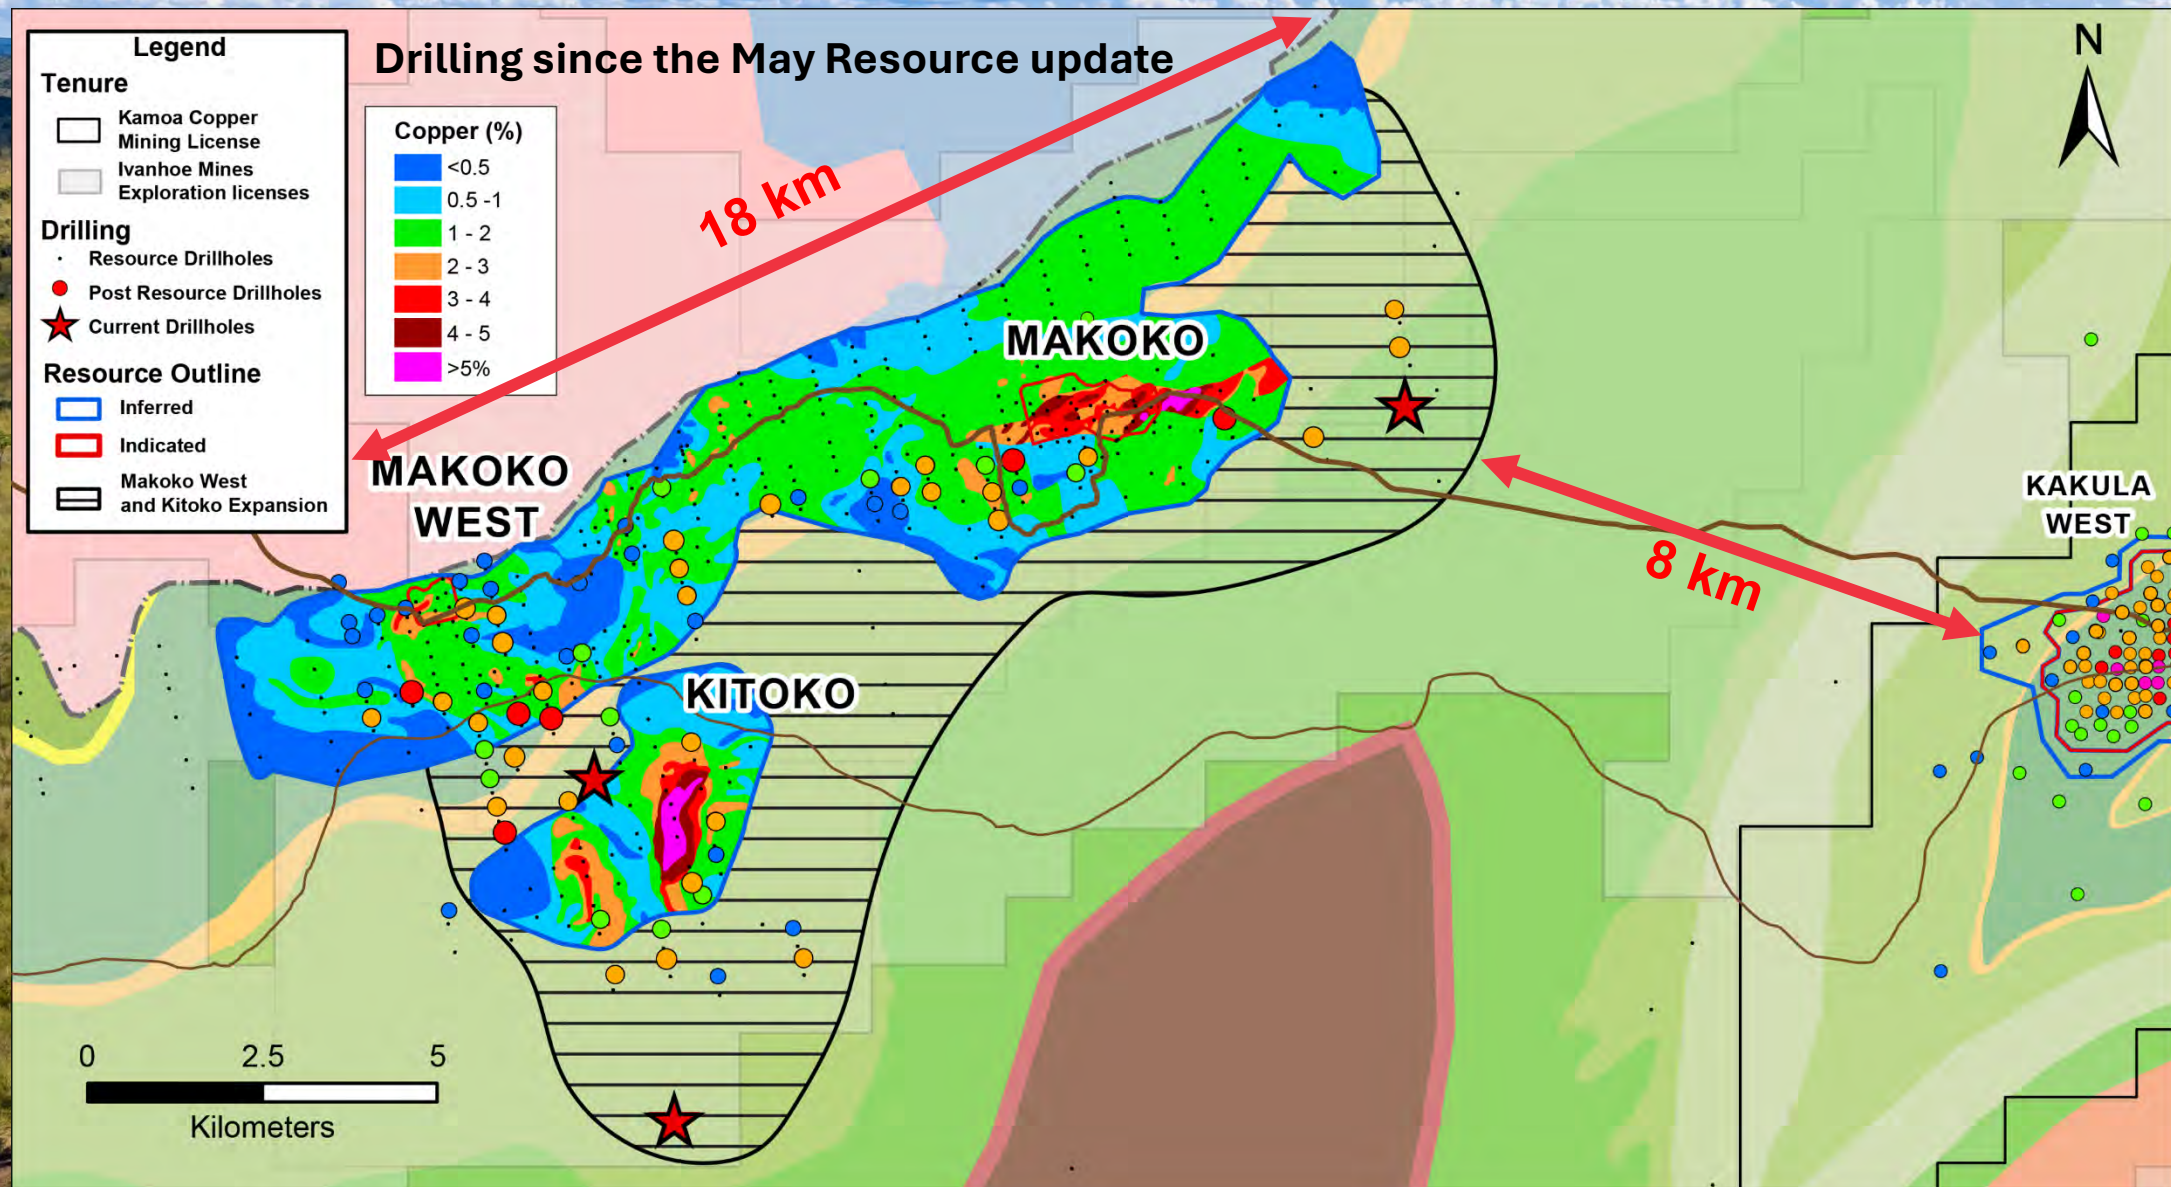 Drilling since the May Resource update
Legend
Tenure
Kamoa Copper
Mining License
Ivanhoe Mines
Exploration licenses
Drilling
Resource Drillholes
Post Resource Drillholes
Current Drillholes
Resource Outline
Inferred
Indicated
Makoko West
and Kitoko Expansion
Copper (%)
<0.5
0.5 -1
1 - 2
2 - 3
3 - 4
4 - 5
>5%
18 km
N
MAKOKO
MAKOKO
WEST
KAKULA
WEST
8 km
KITOKO
0 2.5 5
Kilometers